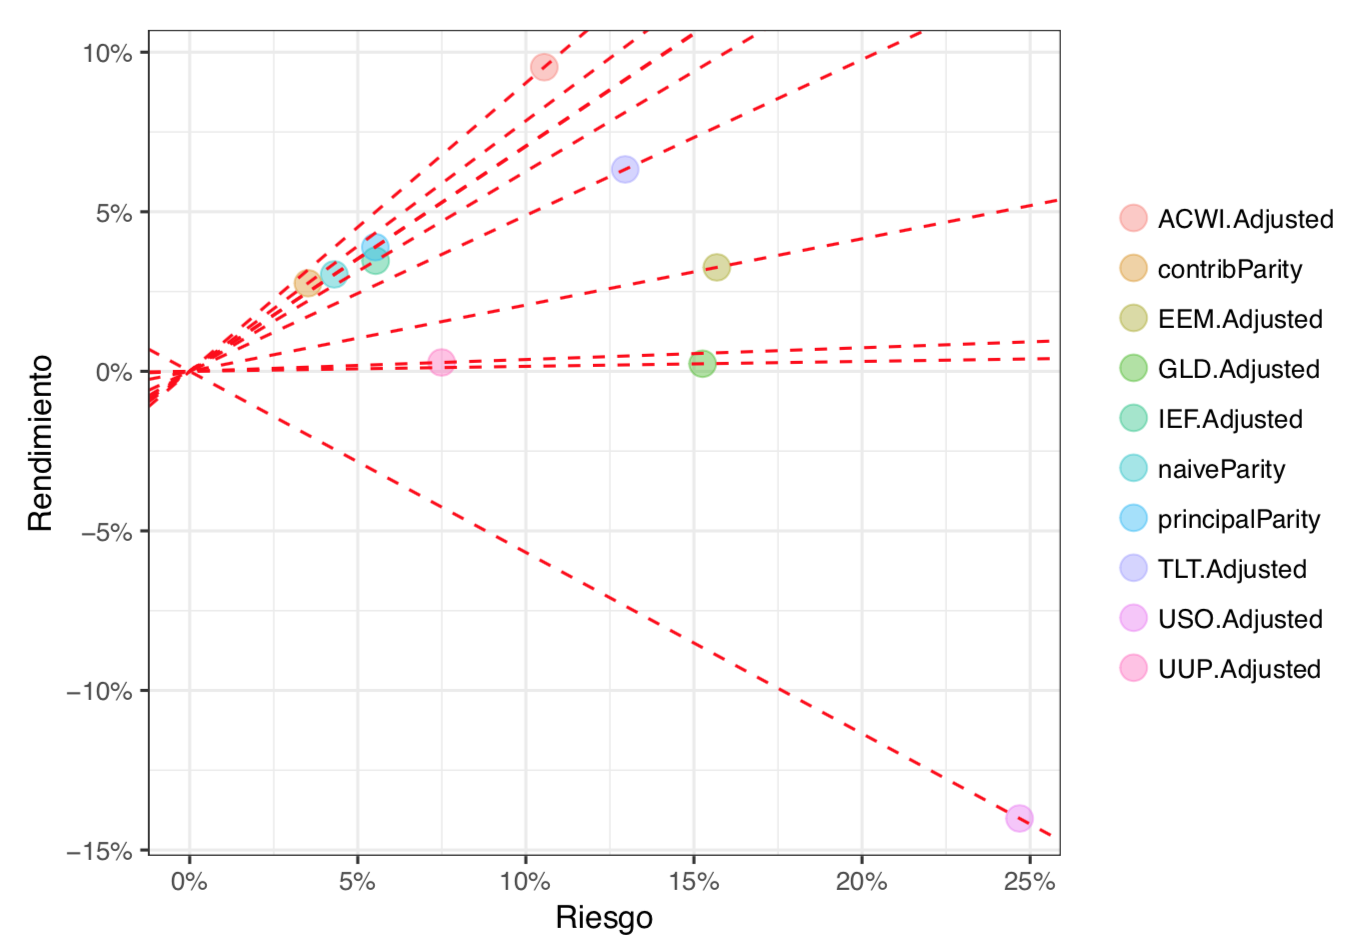 10%
5%
0%
−5%
−10%
−15%
Rendimiento
0%
5%
10%
15%
20%
25%
Riesgo
ACWI.Adjusted
contribParity
EEM.Adjusted
GLD.Adjusted
IEF.Adjusted
naiveParity
principalParity
TLT.Adjusted
USO.Adjusted
UUP.Adjusted